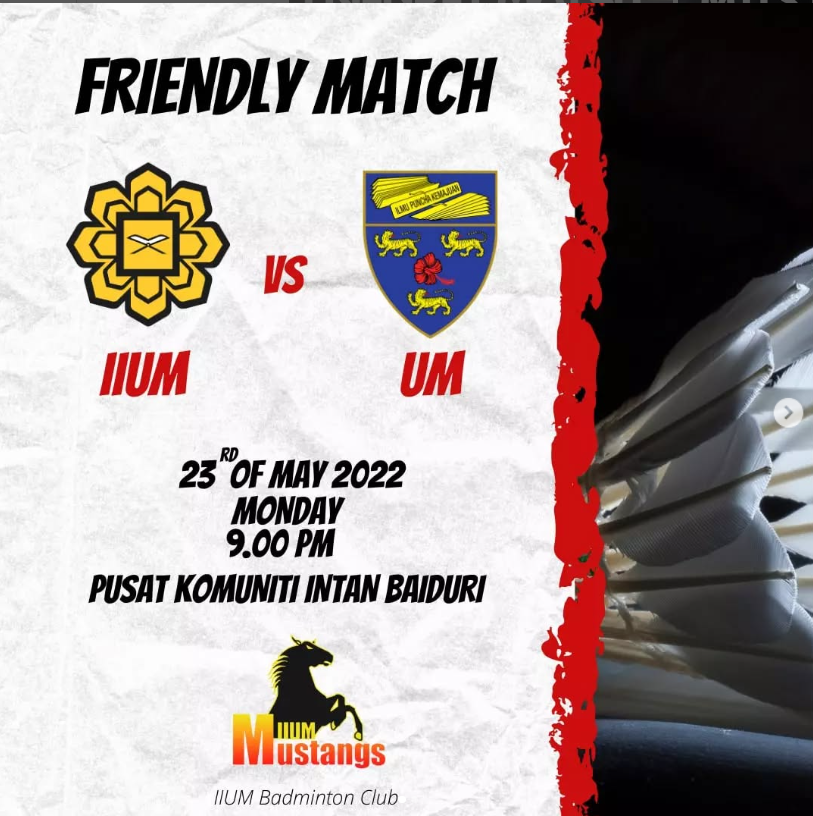 FRIENDLY MATCH
ILMU PUNCHA KEMAJUAN
VS
IIUM
UM
23RD OF MAY 2022
MONDAY
9.00 PM
PUSAT KOMUNITI INTAN BAIDURI
IIUM
Mustangs
IIUM Badminton Club